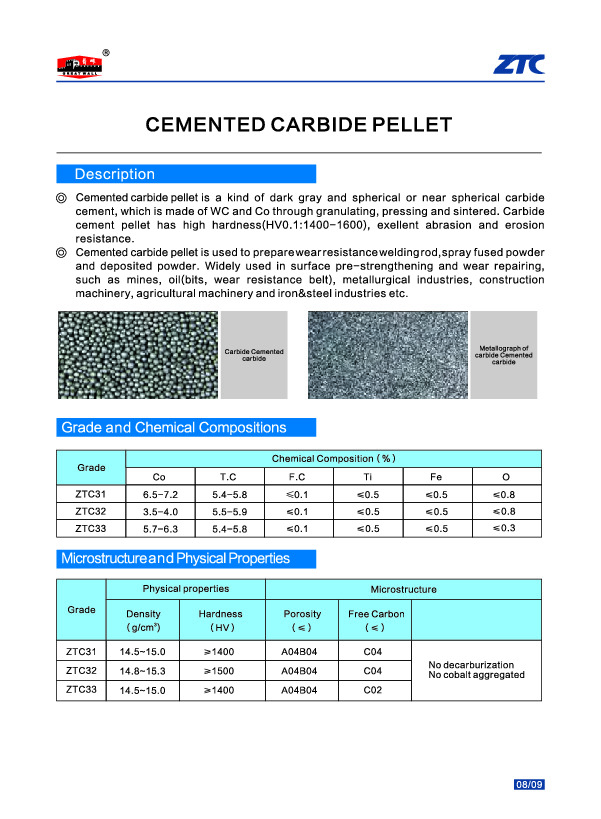 ®
GREAT WALL
ZTC
CEMENTED CARBIDE PELLET
Description
◎ Cemented carbide pellet is a kind of dark gray and spherical or near spherical carbide
cement, which is made of WC and Co through granulating, pressing and sintered. Carbide
cement pellet has high hardness(HV0.1:1400-1600), exellent abrasion and erosion
resistance.
◎ Cemented carbide pellet is used to prepare wear resistance welding rod, spray fused powder
and deposited powder. Widely used in surface pre-strengthening and wear repairing,
such as mines, oil(bits, wear resistance belt), metallurgical industries, construction
machinery, agricultural machinery and iron&steel industries etc.
Carbide Cemented
carbide
Metallograph of
carbide Cemented
carbide
Grade and Chemical Compositions
Grade Chemical Composition (%)
Co T.C F.C Ti Fe O
ZTC31 6.5-7.2 5.4-5.8 ≤0.1 ≤0.5 ≤0.5 ≤0.8
ZTC32 3.5-4.0 5.5-5.9 ≤0.1 ≤0.5 ≤0.5 ≤0.8
ZTC33 5.7-6.3 5.4-5.8 ≤0.1 ≤0.5 ≤0.5 ≤0.3
Microstructure and Physical Properties
Grade Physical properties Microstructure
Density Hardness Porosity Free Carbon
(g/cm³) (HV) (≤) (≤)
ZTC31 14.5~15.0 ≥1400 A04B04 C04
ZTC32 14.8~15.3 ≥1500 A04B04 C04
ZTC33 14.5~15.0 ≥1400 A04B04 C02
No decarburization
No cobalt aggregated
08/09